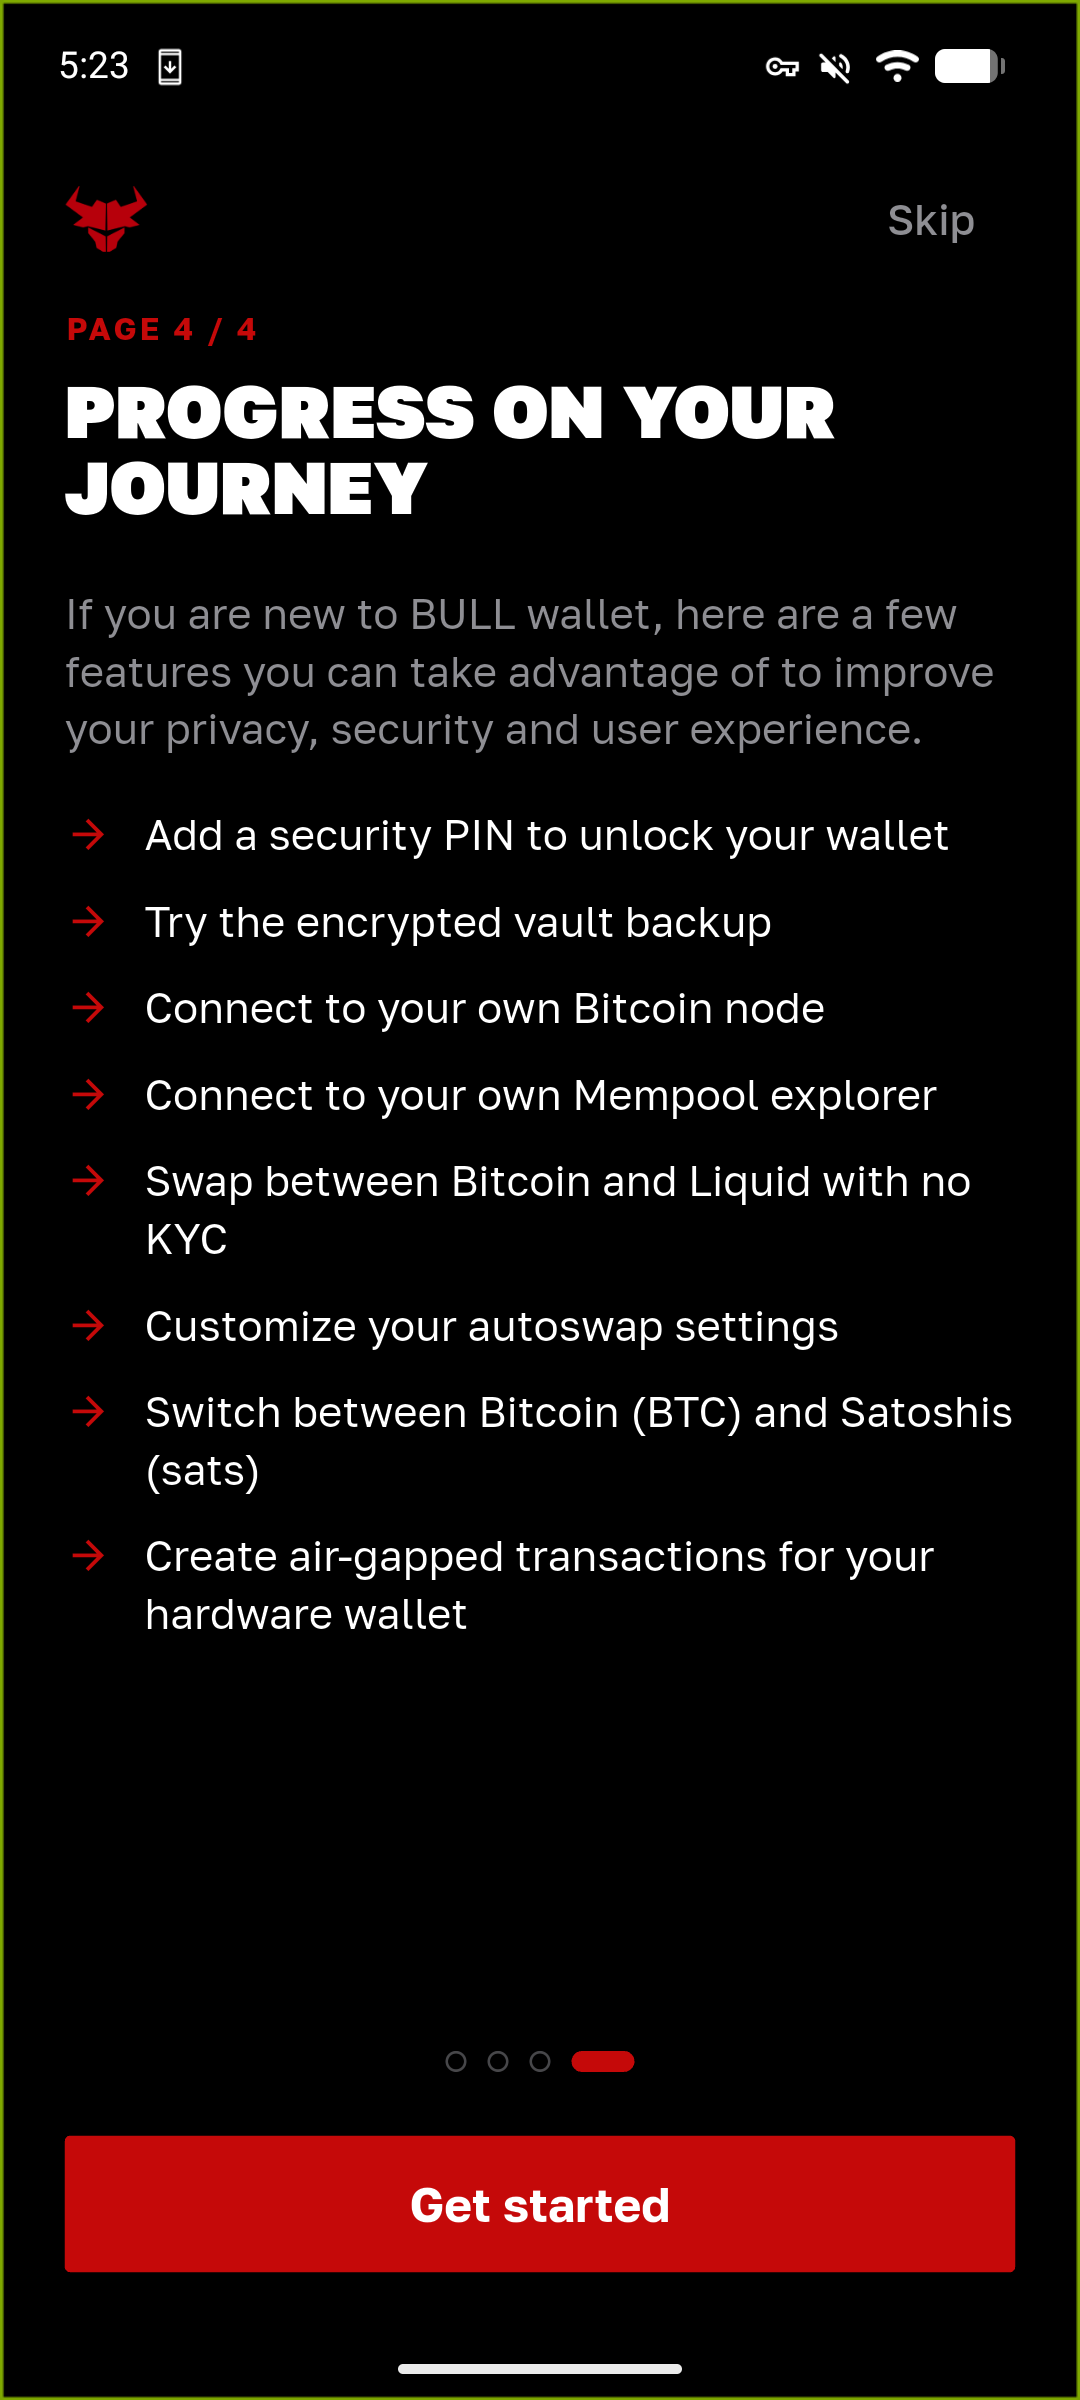 5:23
Skip
PAGE 4 / 4
PROGRESS ON YOUR
JOURNEY
If you are new to BULL wallet, here are a few
features you can take advantage of to improve
your privacy, security and user experience.
→ Add a security PIN to unlock your wallet
→ Try the encrypted vault backup
→ Connect to your own Bitcoin node
→ Connect to your own Mempool explorer
→ Swap between Bitcoin and Liquid with no
KYC
→ Customize your autoswap settings
→ Switch between Bitcoin (BTC) and Satoshis
(sats)
→ Create air-gapped transactions for your
hardware wallet
Get started